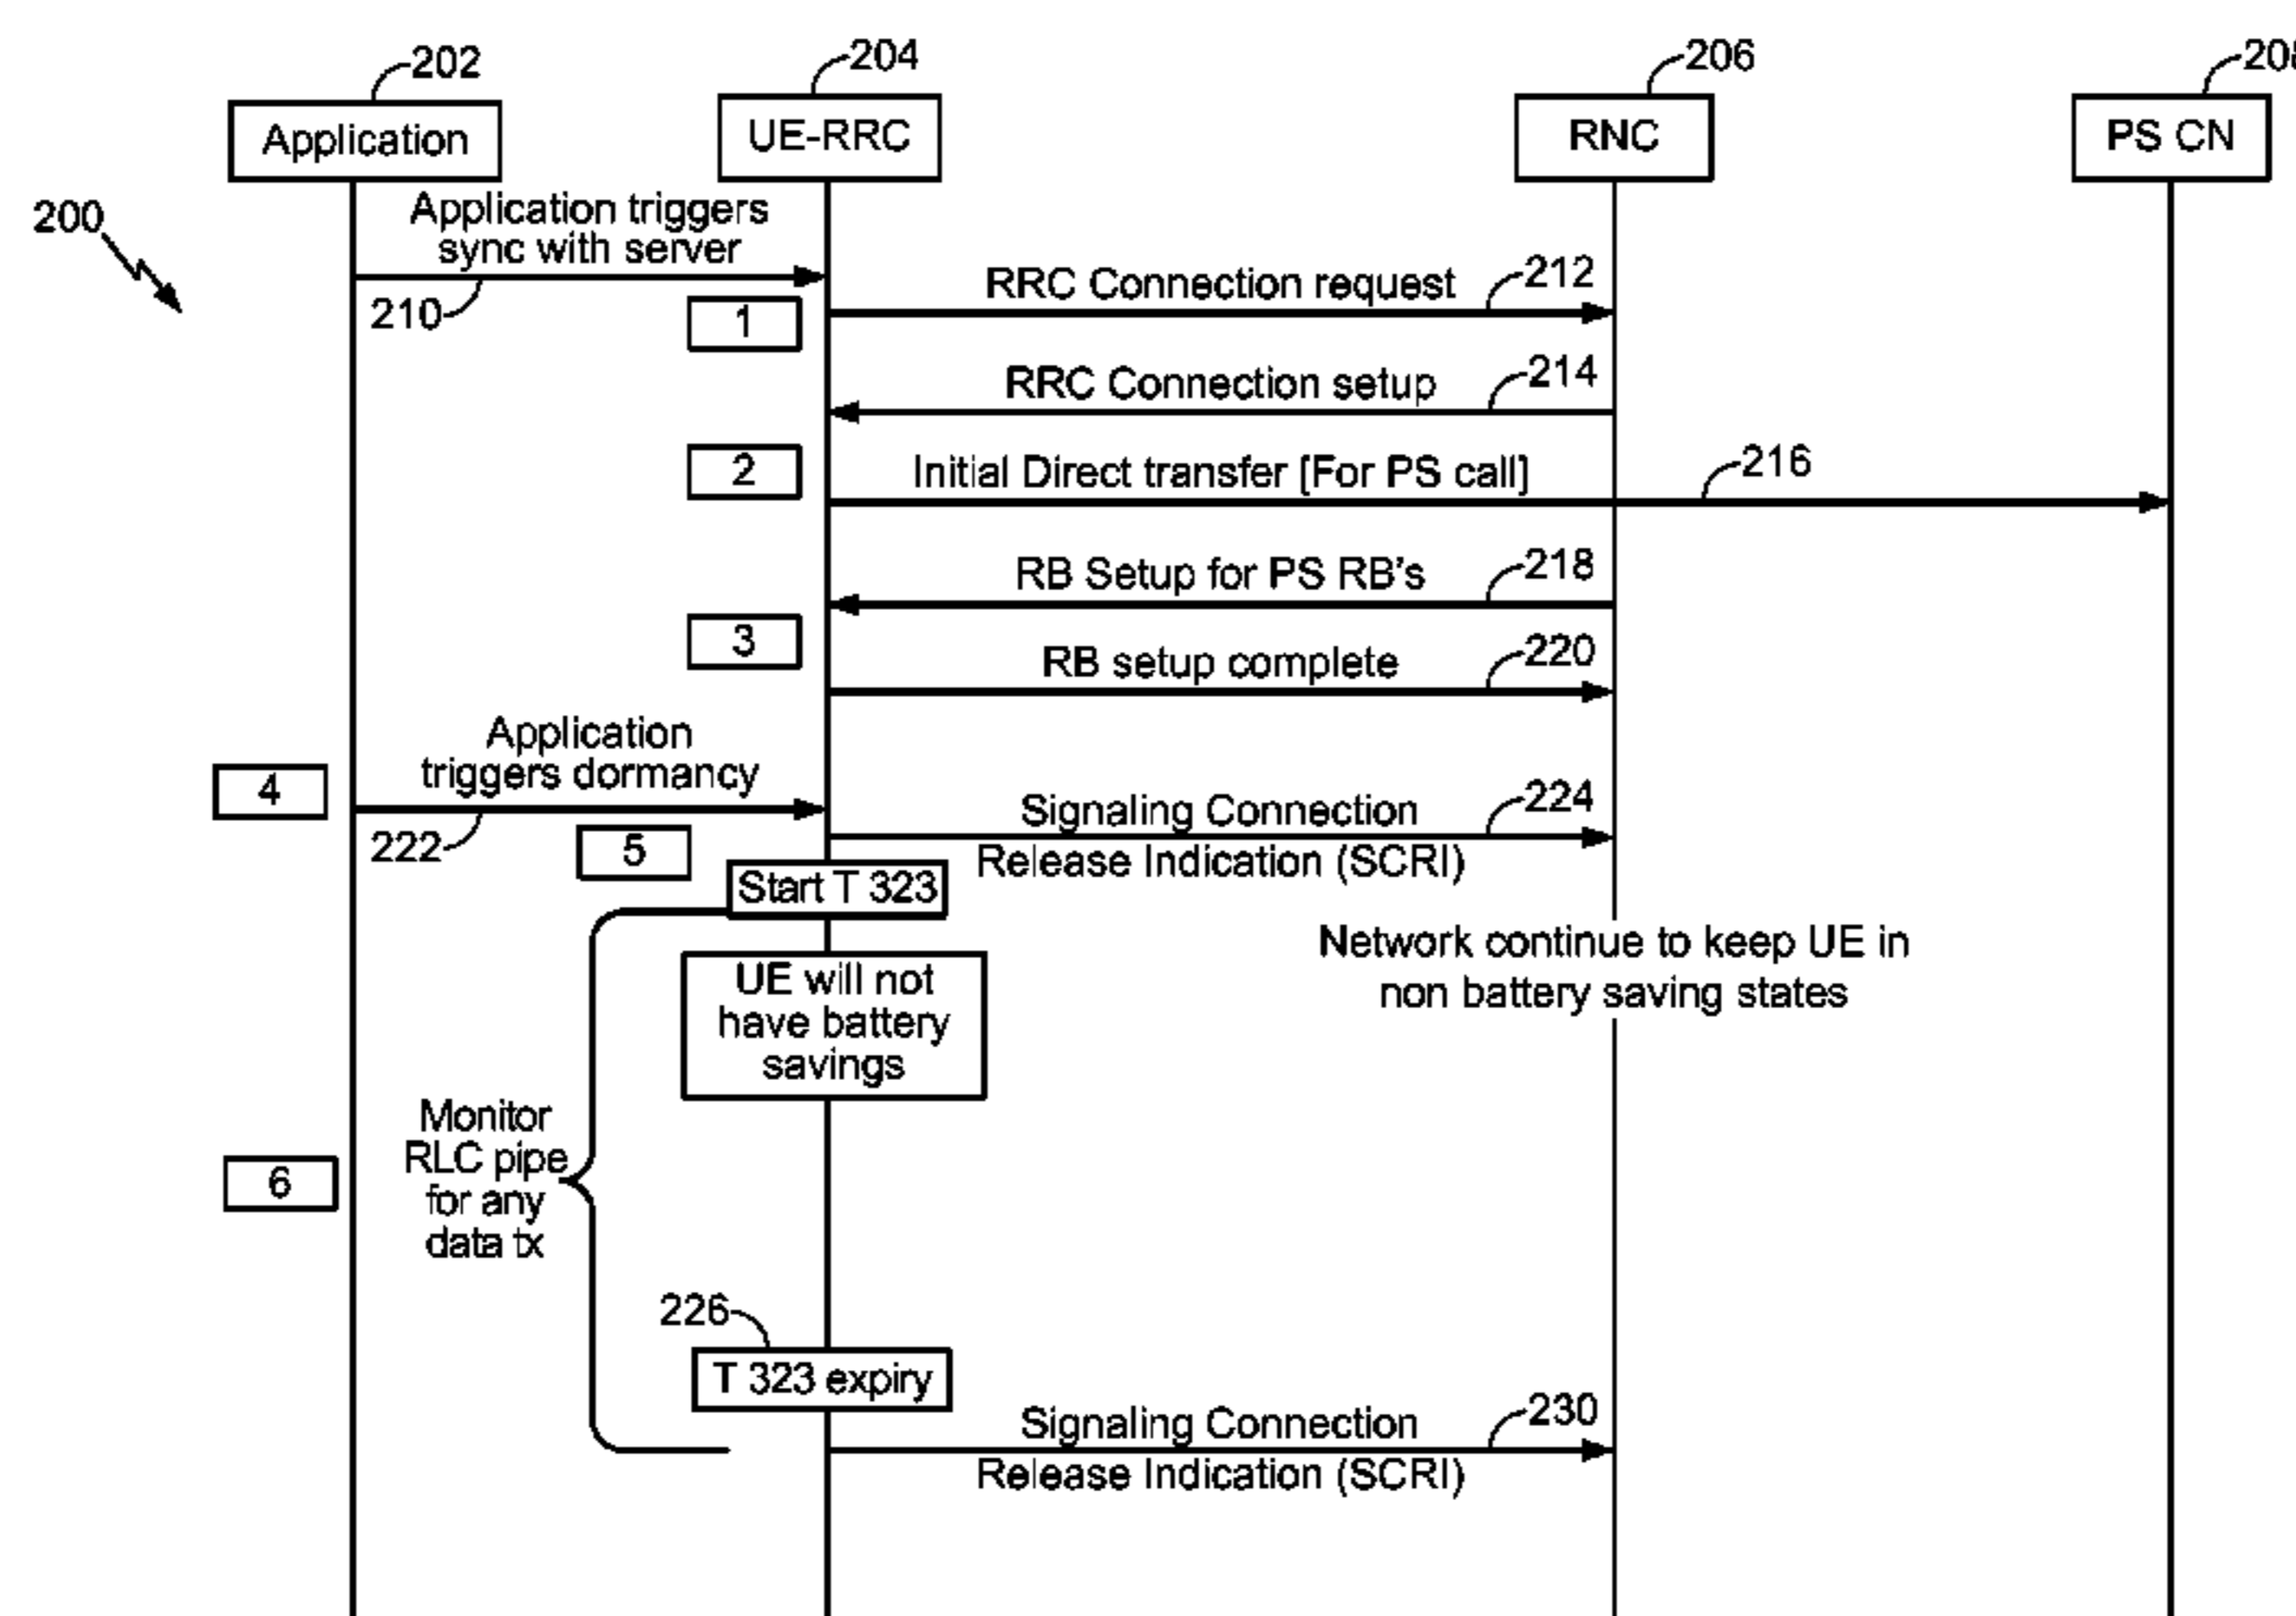 202
204
206
Application
UE-RRC
RNC
PS CN
200
Application triggers
sync with server
210
1
RRC Connection request
212
RRC Connection setup
214
2
Initial Direct transfer [For PS call]
216
RB Setup for PS RB's
218
3
RB setup complete
220
Application
triggers dormancy
4
222
5
Signaling Connection
Release Indication (SCRI)
224
Start T 323
Network continue to keep UE in
non battery saving states
UE will not
have battery
savings
Monitor
RLC pipe
for any
data tx
6
226
T 323 expiry
Signaling Connection
Release Indication (SCRI)
230